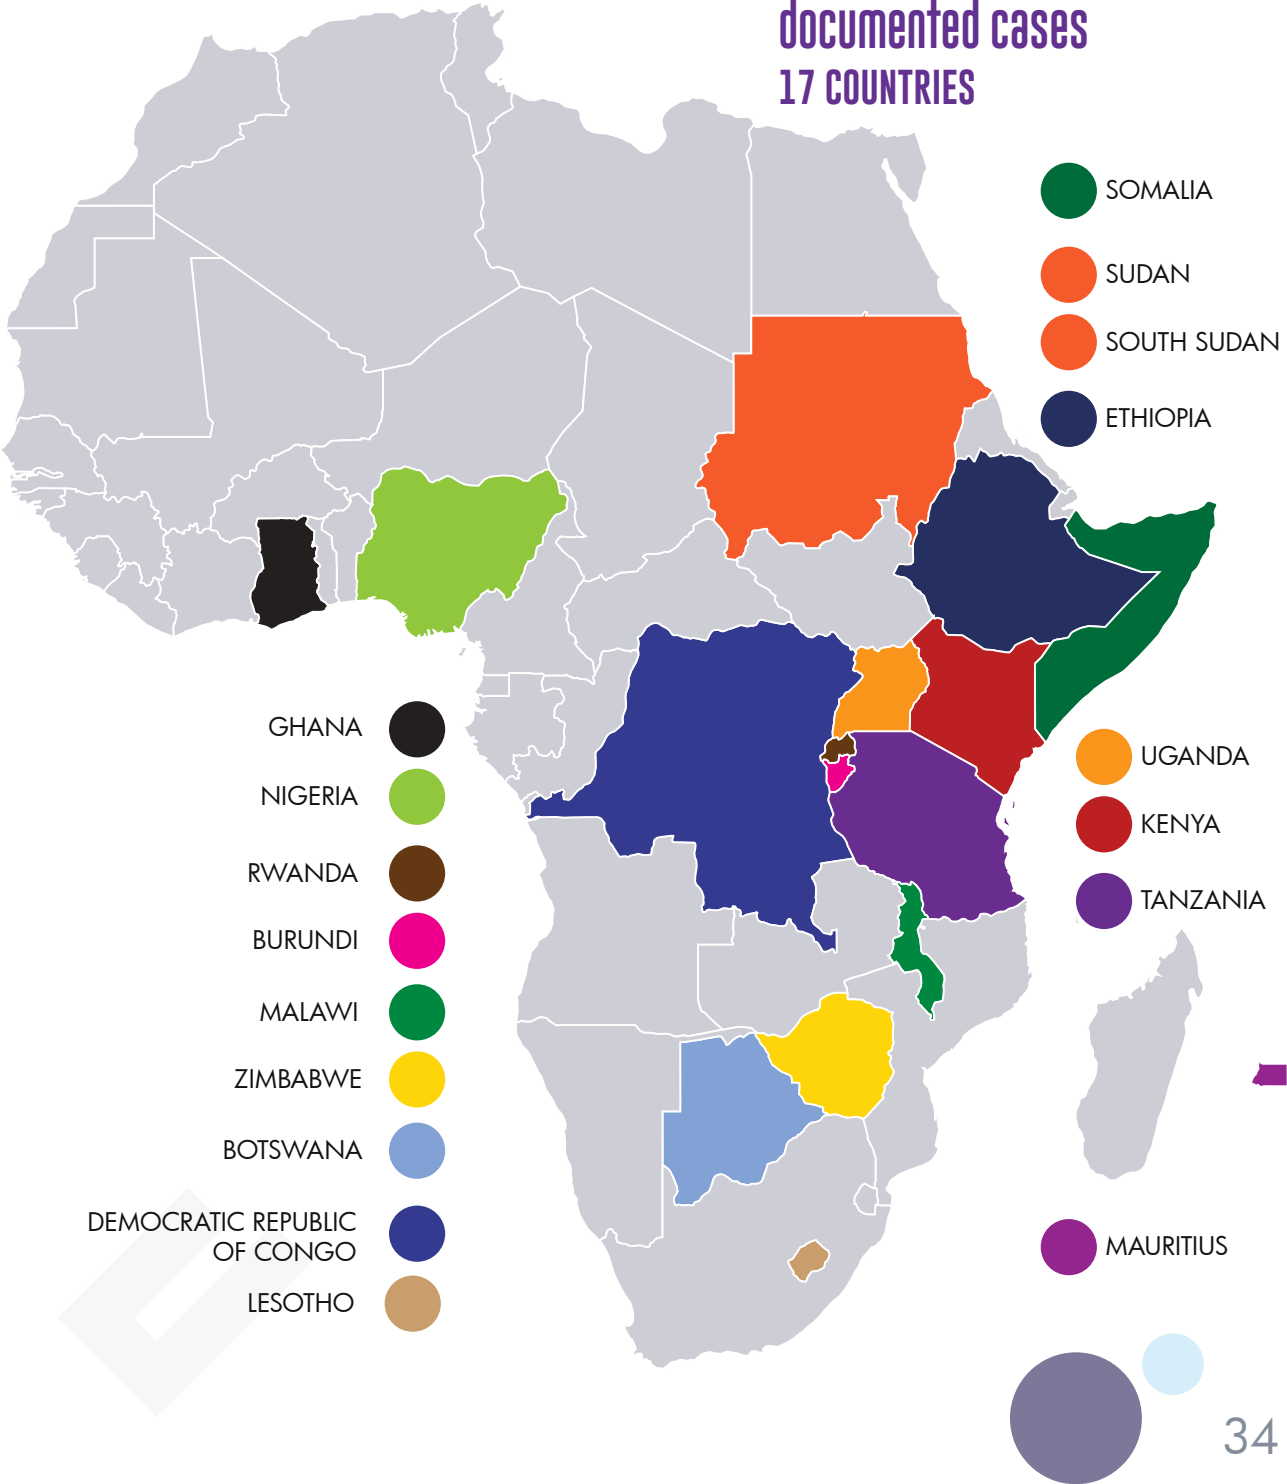 documented cases
17 COUNTRIES
SOMALIA
SUDAN
SOUTH SUDAN
ETHIOPIA
GHANA
NIGERIA
RWANDA
BURUNDI
MALAWI
ZIMBABWE
BOTSWANA
DEMOCRATIC REPUBLIC
OF CONGO
LESOTHO
UGANDA
KENYA
TANZANIA
MAURITIUS
34